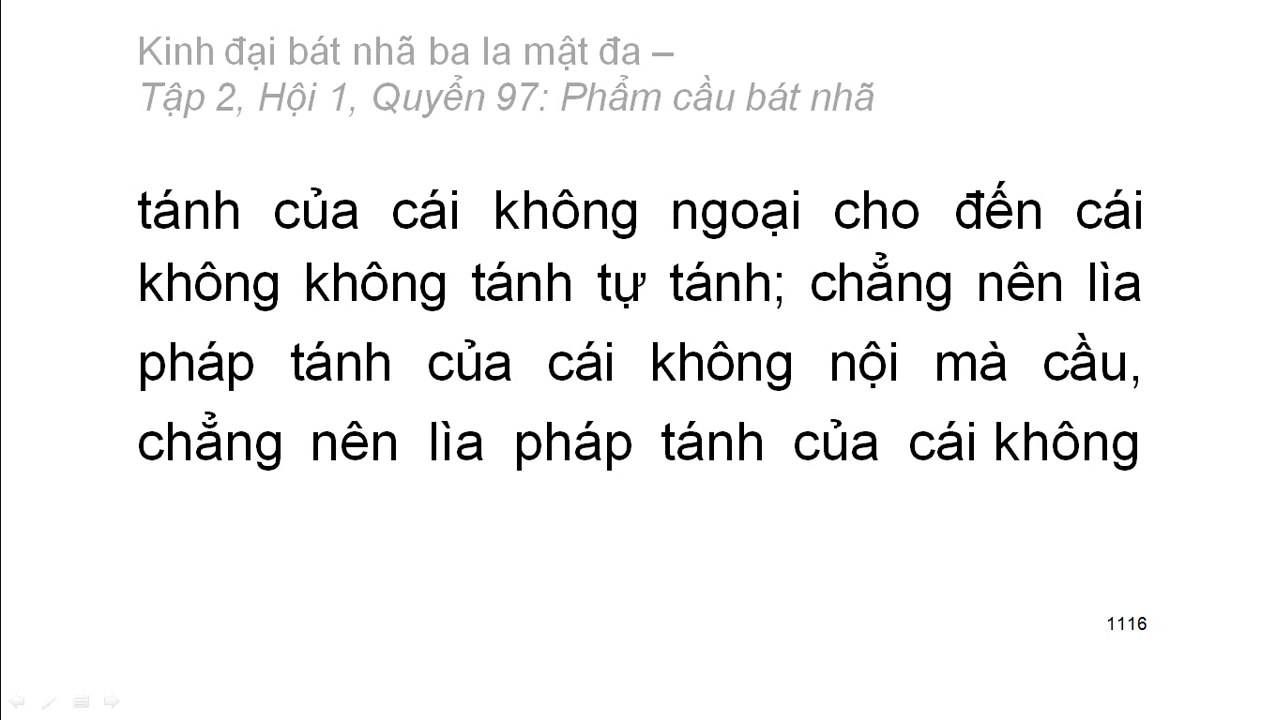 Kinh đại bát nhã ba la mật đa –
Tập 2, Hội 1, Quyển 97: Phẩm cầu bát nhã
tánh của cái không ngoại cho đến cái
không không tánh tự tánh; chẳng nên lìa
pháp tánh của cái không nội mà cầu,
chẳng nên lìa pháp tánh của cái không
1116